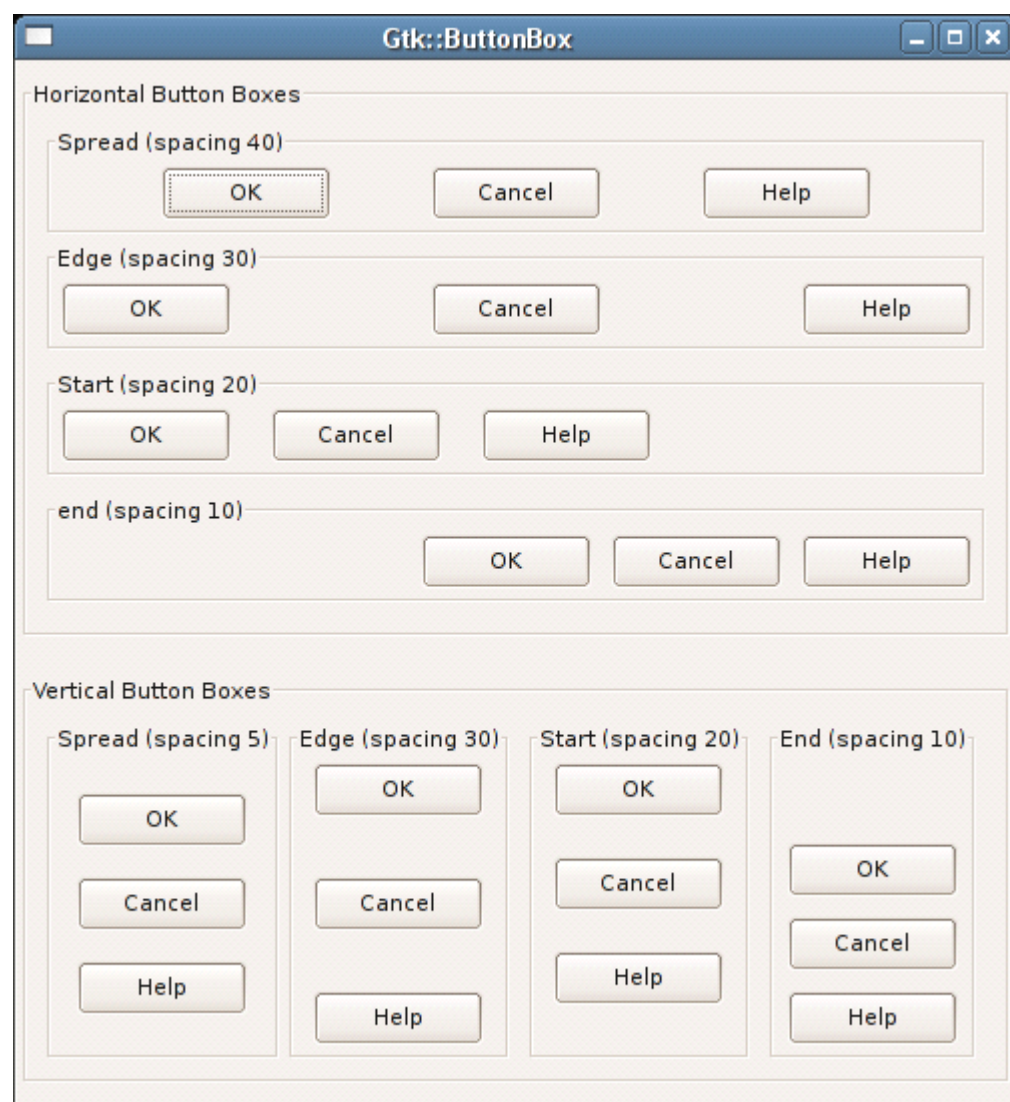 Gtk::ButtonBox
Horizontal Button Boxes
Spread (spacing 40)
OK Cancel Help
Edge (spacing 30)
OK Cancel Help
Start (spacing 20)
OK Cancel Help
end (spacing 10)
OK Cancel Help
Vertical Button Boxes
Spread (spacing 5)
OK
Cancel
Help
Edge (spacing 30)
OK
Cancel
Help
Start (spacing 20)
OK
Cancel
Help
End (spacing 10)
OK
Cancel
Help